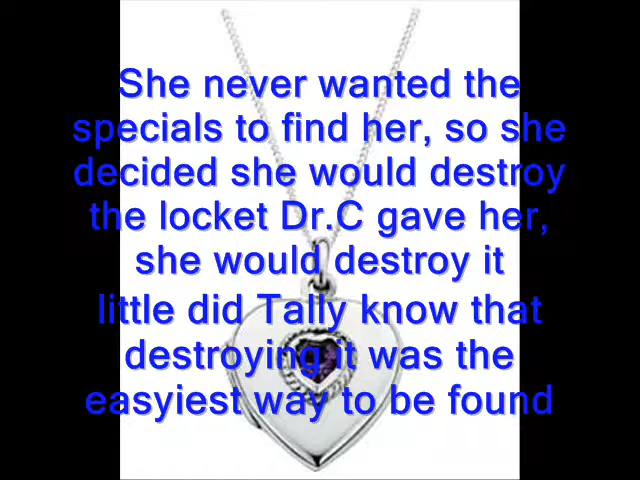 She never wanted the
specials to find her, so she
decided she would destroy
the locket Dr.C gave her,
she would destroy it
little did Tally know that
destroying it was the
easyiest way to be found